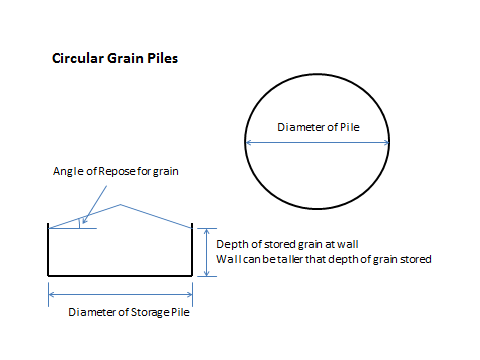 Circular Grain Piles
Diameter of Pile
Angle of Repose for grain
Depth of stored grain at wall
Wall can be taller that depth of grain stored
Diameter of Storage Pile